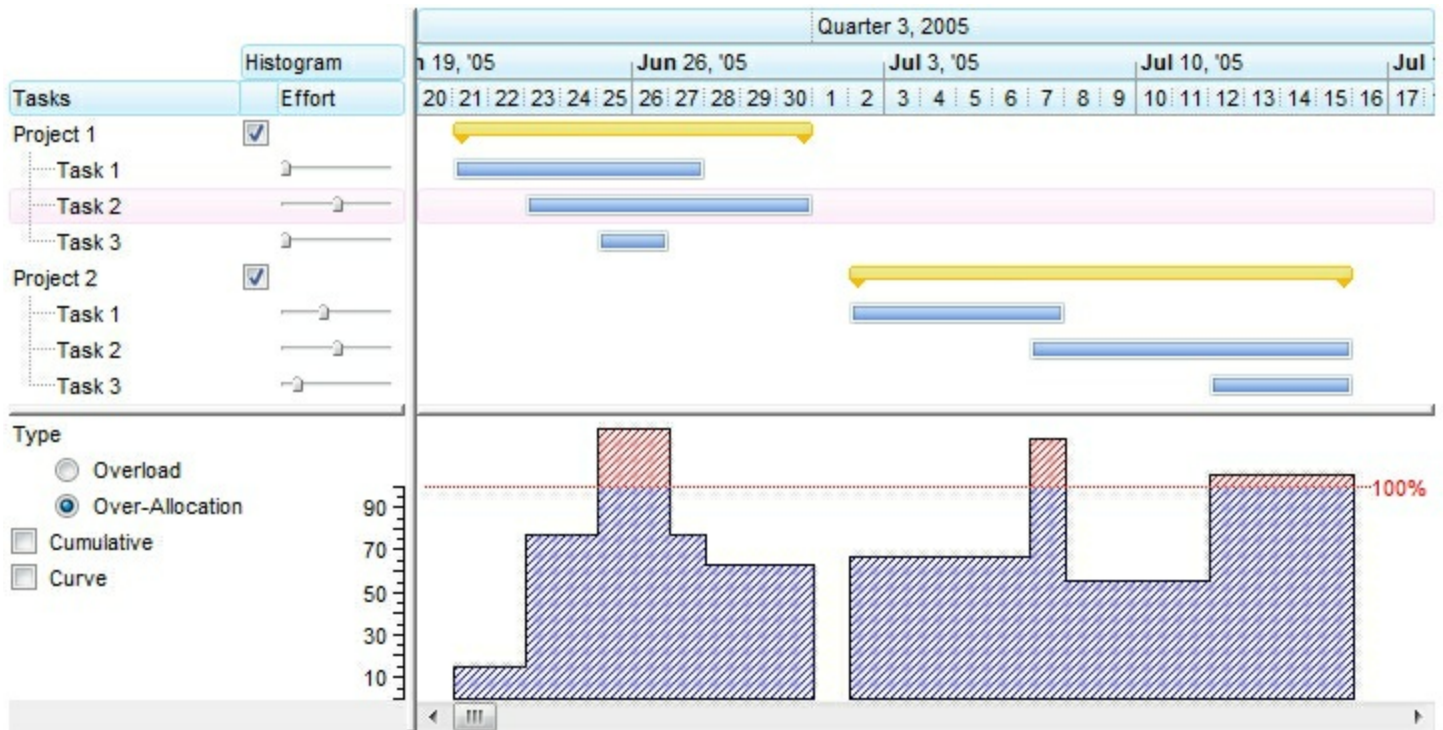 Quarter 3, 2005
Histogram
19, '05
Jun 26, '05
Jul 3, '05
Jul 10, '05
Jul
Tasks
Effort
20 21 22 23 24 25 26 27 28 29 30 1 2 3 4 5 6 7 8 9 10 11 12 13 14 15 16 17
Project 1
Task 1
Task 2
Task 3
Project 2
Task 1
Task 2
Task 3
Type
Overload
Over-Allocation
Cumulative
Curve
90
70
50
30
10
100%